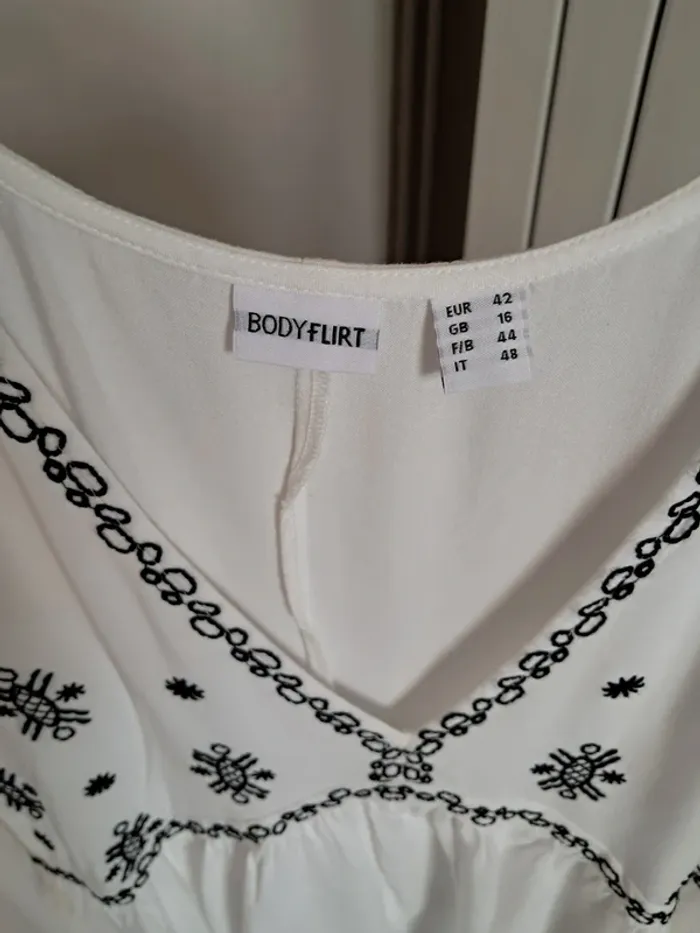 BODYFLIRT
EUR 42
GB 16
F/B 44
IT 48